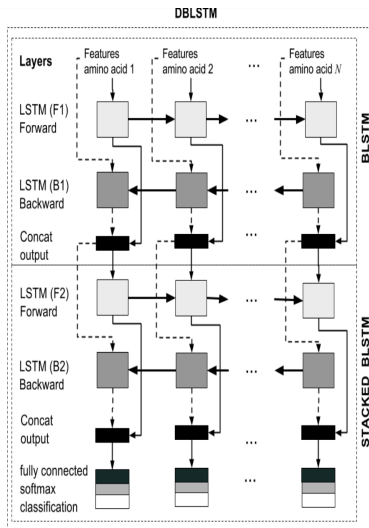 DBLSTM
Layers
Features
amino acid 1
Features
amino acid 2
...
Features
amino acid N
LSTM (F1)
Forward
...
LSTM (B1)
Backward
...
Concat
output
...
BLSTM
LSTM (F2)
Forward
...
LSTM (B2)
Backward
...
Concat
output
...
fully connected
softmax
classification
...
STACKED BLSTM